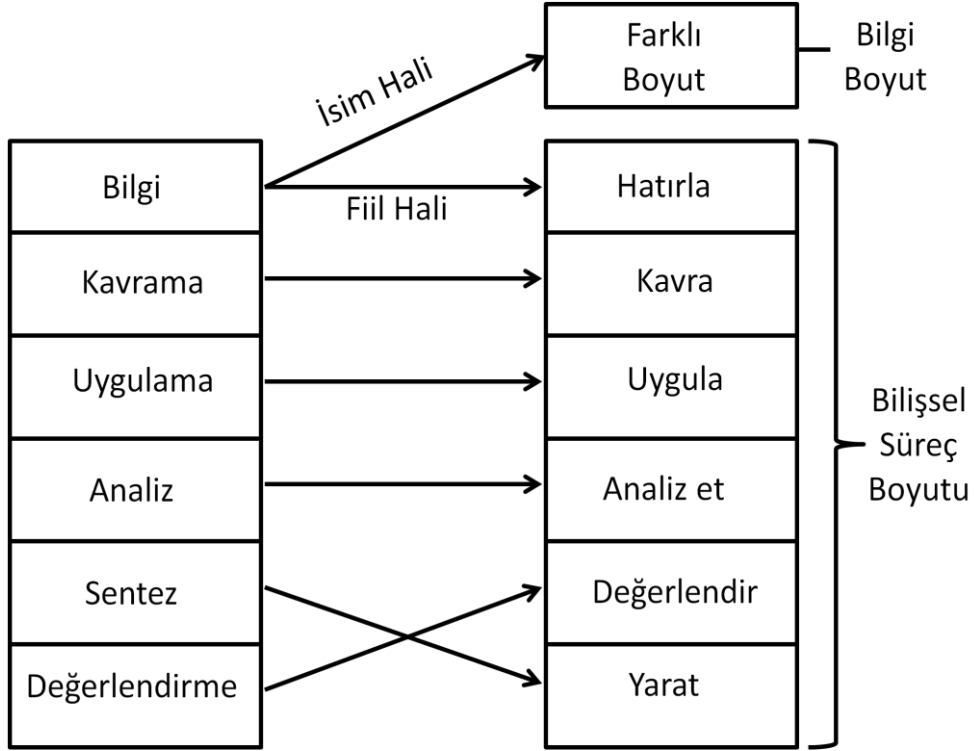 Farklı
Boyut
Bilgi
Boyut
İsim Hali
Bilgi
Fiil Hali
Hatırla
Kavrama
Kavra
Uygulama
Uygula
Analiz
Analiz et
Sentez
Değerlendir
Değerlendirme
Yarat
Bilişsel
Süreç
Boyutu